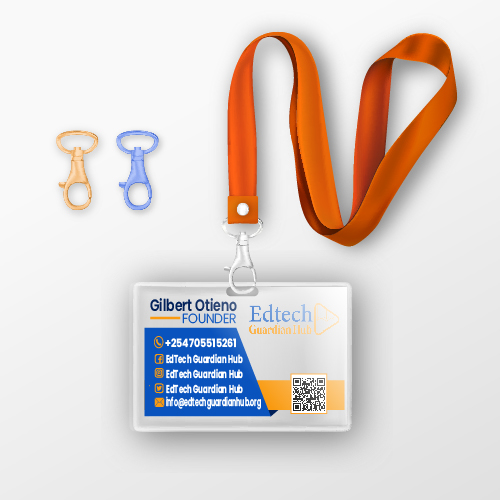 Gilbert Otieno
FOUNDER
Edtech
Guardian Hub
+254705515261
EdTech Guardian Hub
EdTech Guardian Hub
EdTech Guardian Hub
info@edtechguardianhub.org